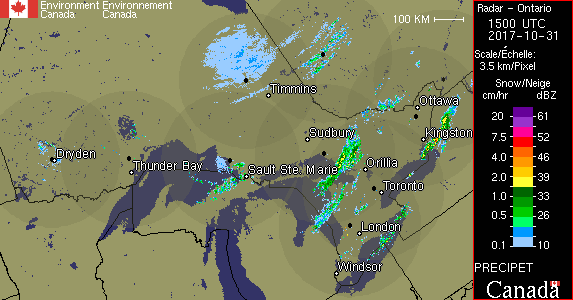 Environment Environnement
Canada Canada
100 KM
Timmins
Ottawa
Kingston
Sudbury
Dryden
Thunder Bay
Sault Ste. Marie
Orillia
Toronto
London
Windsor
Radar - Ontario
1500 UTC
2017-10-31
Scale/Échelle:
3.5 km/Pixel
Snow/Neige
cm/hr dBZ
20 61
7.5 52
4.0 46
2.0 39
1.0 33
0.5 26
0.1 10
PRECIPET
Canada